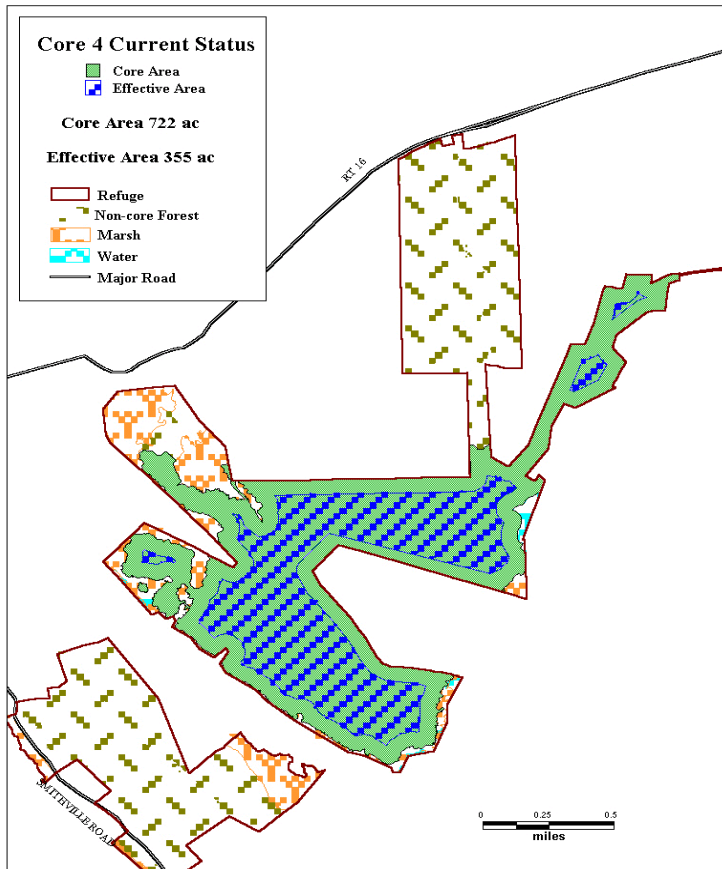 Core 4 Current Status
Core Area
Effective Area
Core Area 722 ac
Effective Area 355 ac
Refuge
Non-core Forest
Marsh
Water
Major Road
RT 16
SMITHVILLE ROAD
0 0.25 0.5
miles